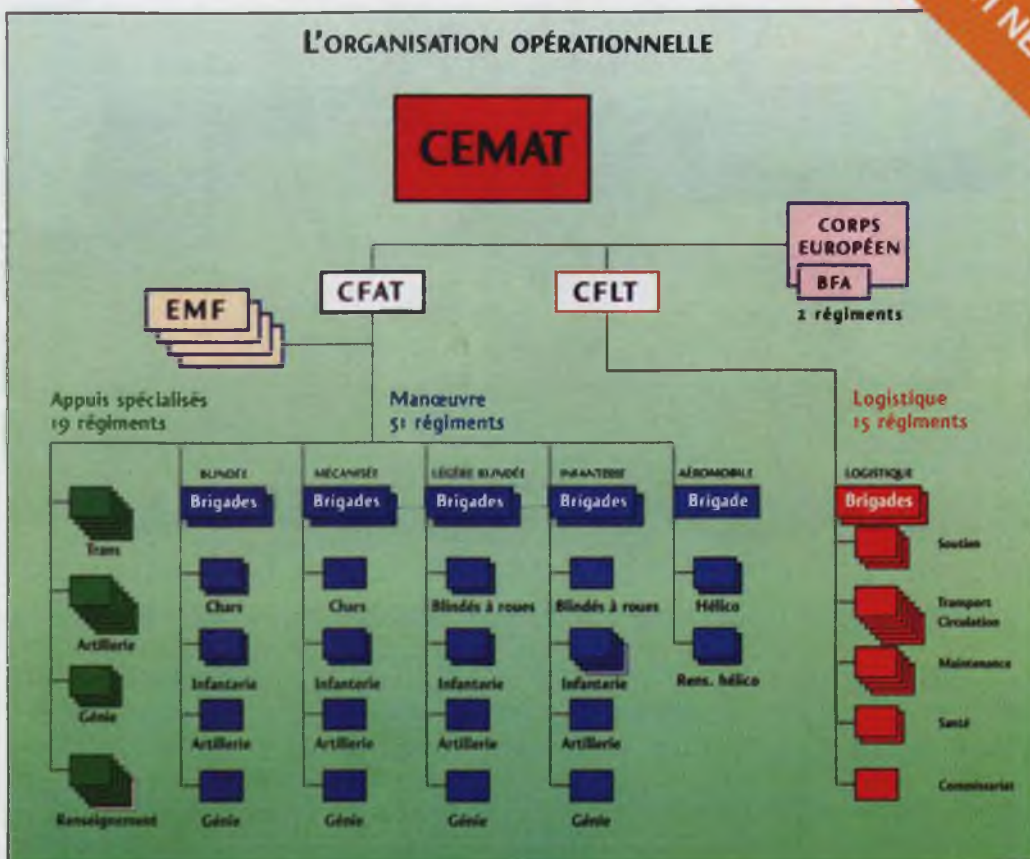 L'ORGANISATION OPÉRATIONNELLE
CEMAT
CORPS
EUROPÉEN
BFA
2 régiments
EMF
CFAT
CFLT
Appuis spécialisés
19 régiments
Manœuvre
51 régiments
Logistique
15 régiments
BLINDÉE
MÉCANISÉE
LÉGÈRE BLINDÉE
INFANTERIE
AÉROMOBILE
LOGISTIQUE
Brigades
Brigades
Brigades
Brigades
Brigade
Brigades
Trans
Artillerie
Génie
Renseignement
Chars
Infanterie
Artillerie
Génie
Chars
Infanterie
Artillerie
Génie
Blindés à roues
Infanterie
Artillerie
Génie
Blindés à roues
Infanterie
Artillerie
Génie
Hélico
Rens. hélico
Soutien
Transport
Circulation
Maintenance
Santé
Commissariat